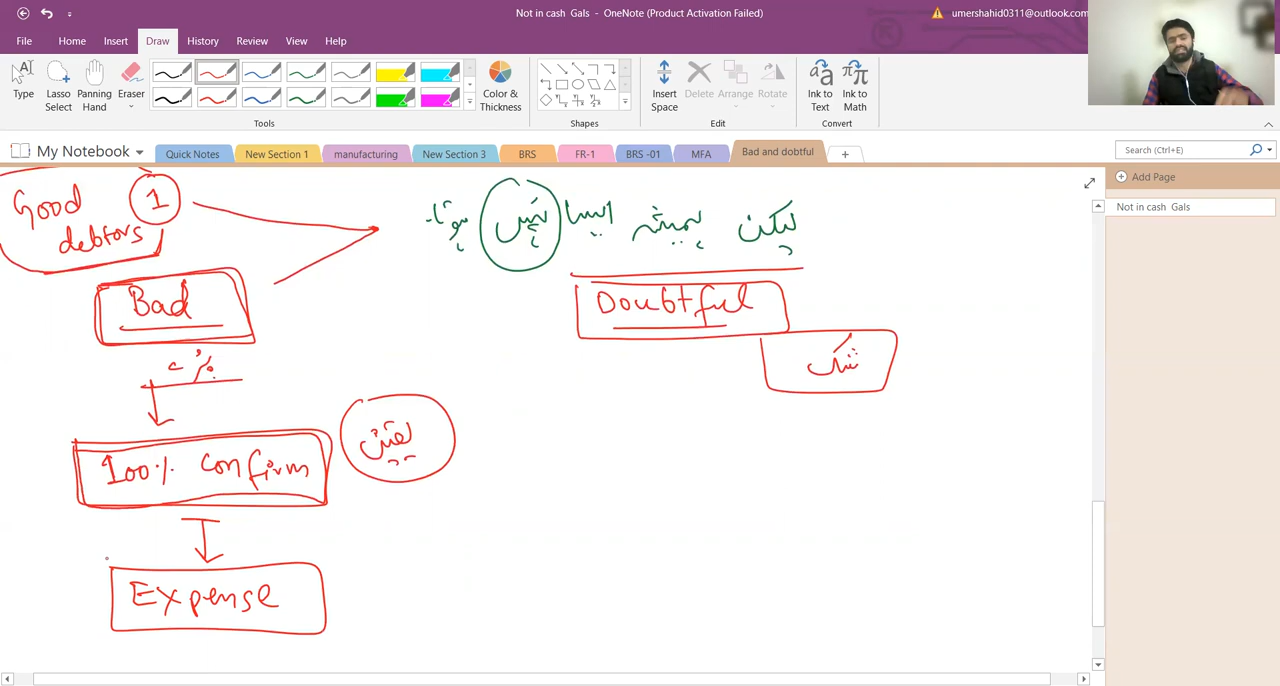 Not in cash Gals - OneNote (Product Activation Failed)
umershahid0311@outlook.com
File Home Insert Draw History Review View Help
Type
Lasso Select
Panning Hand
Eraser
Color & Thickness
Insert Space
Delete
Arrange
Rotate
Ink to Text
Ink to Math
Tools
Shapes
Edit
Convert
My Notebook
Quick Notes
New Section 1
manufacturing
New Section 3
BRS
FR-1
BRS -01
MFA
Bad and dobtful
Search (Ctrl+E)
Add Page
Not in cash Gals
Good debtors 1
لیکن ہمیشہ ایسا نہیں ہوتا۔
Bad
Doubtful
شک
100% confirm
یقین
Expense